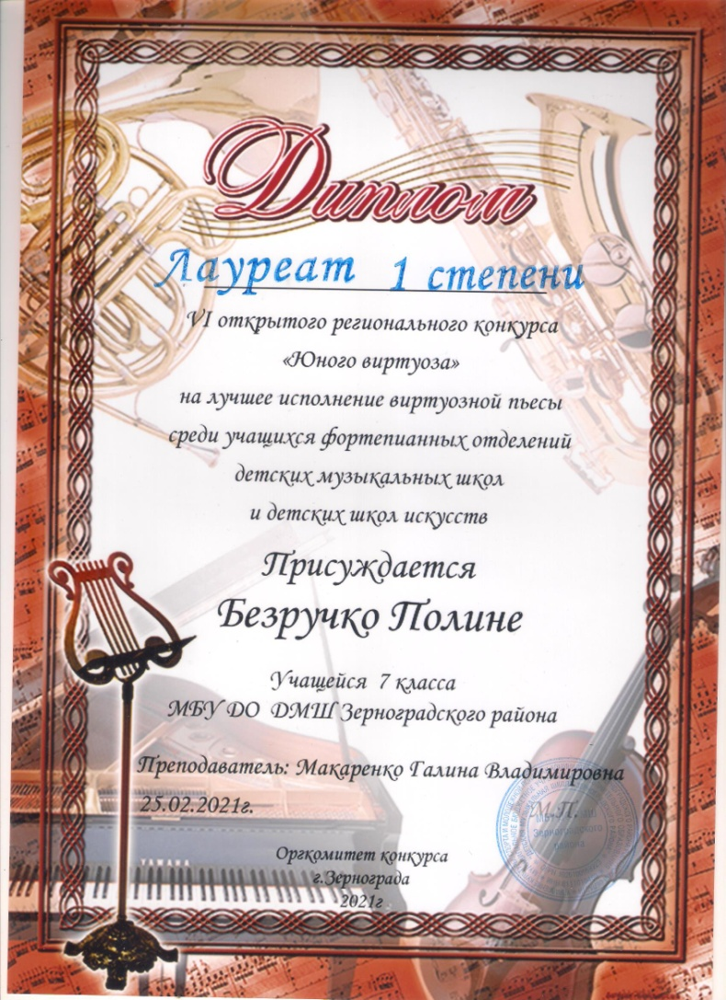 Диплом
Лауреат 1 степени
VI открытого регионального конкурса
«Юного виртуоза»
на лучшее исполнение виртуозной пьесы
среди учащихся фортепианных отделений
детских музыкальных школ
и детских школ искусств
Присуждается
Безручко Полине
Учащейся 7 класса
МБУ ДО ДМШ Зерноградского района
Преподаватель: Макаренко Галина Владимировна
25.02.2021г.
М.П.
Зерноградского
района
YAMAHA
Оргкомитет конкурса
г.Зернограда
2021г